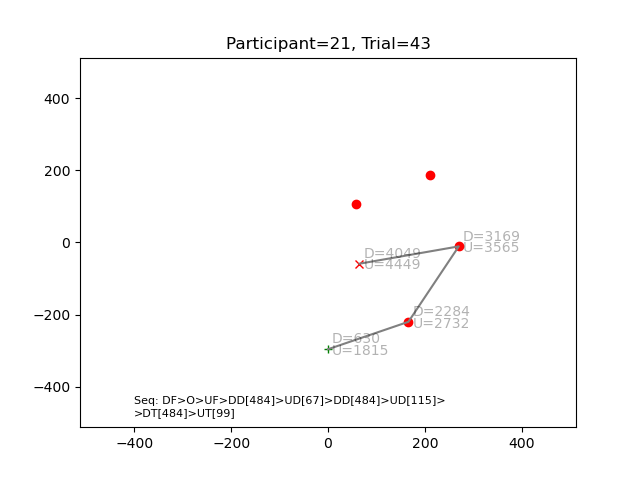 Participant=21, Trial=43
400
200
0
−200
−400
D=3169
U=3565
D=4049
U=4449
D=2284
U=2732
D=630
U=1815
Seq: DF>O>UF>DD[484]>UD[67]>DD[484]>UD[115]>
>DT[484]>UT[99]
−400 −200 0 200 400